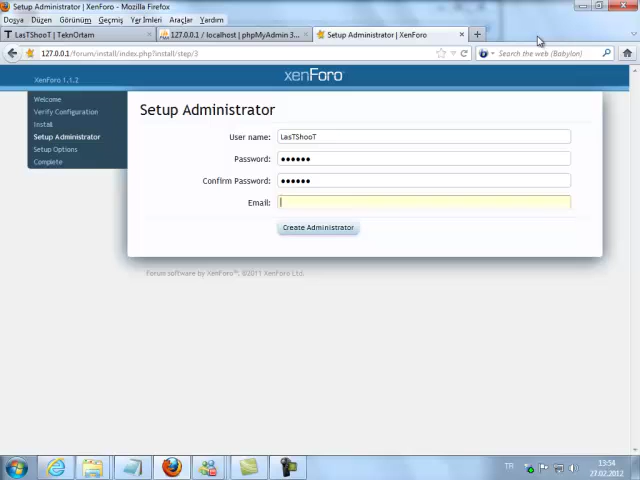 Setup Administrator | XenForo - Mozilla Firefox
Dosya Düzen Görünüm Geçmiş Yer İmleri Araçlar Yardım
LasTShooT | TeknOrtam
127.0.0.1 / localhost | phpMyAdmin 3...
Setup Administrator | XenForo
127.0.0.1/forum/install/index.php?install/step/3
Search the web (Babylon)
XenForo 1.1.2
xenForo
Welcome
Verify Configuration
Install
Setup Administrator
Setup Options
Complete
Setup Administrator
User name: LasTShooT
Password: ••••••
Confirm Password: ••••••
Email:
Create Administrator
Forum software by XenForo™ ©2011 XenForo Ltd.
TR
13:54
27.02.2012